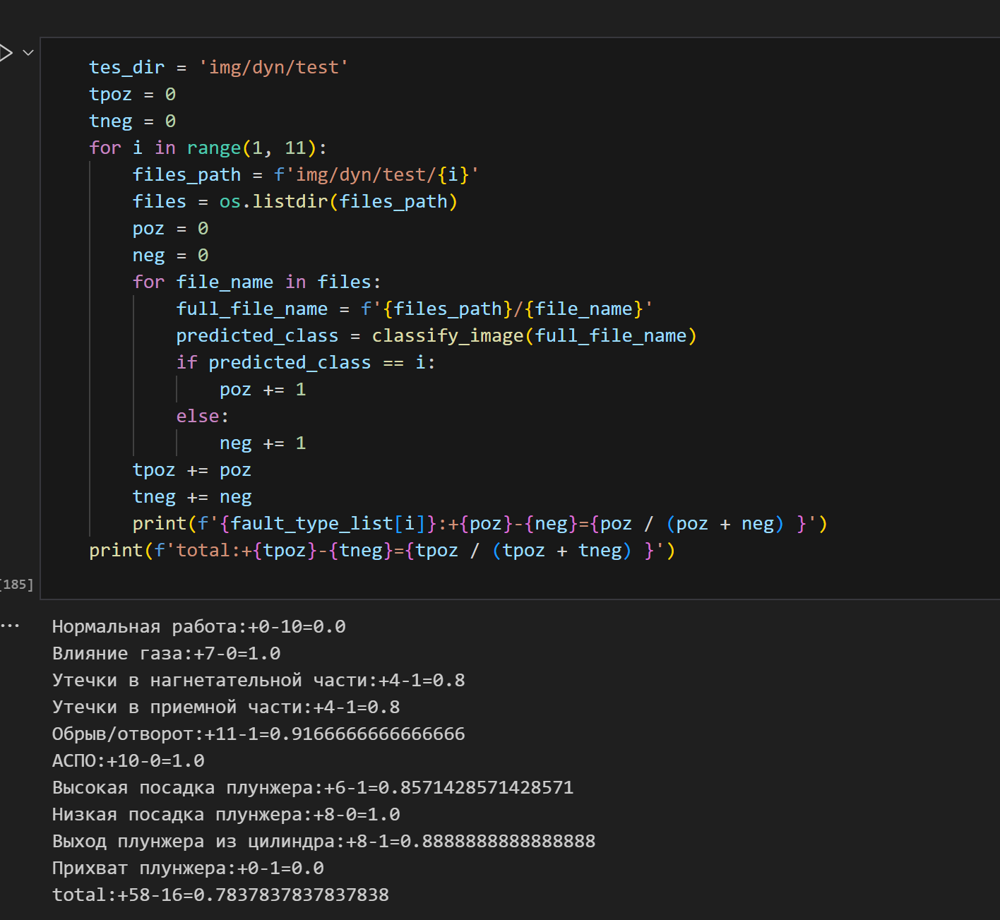 tes_dir = 'img/dyn/test'
tpoz = 0
tneg = 0
for i in range(1, 11):
    files_path = f'img/dyn/test/{i}'
    files = os.listdir(files_path)
    poz = 0
    neg = 0
    for file_name in files:
        full_file_name = f'{files_path}/{file_name}'
        predicted_class = classify_image(full_file_name)
        if predicted_class == i:
            poz += 1
        else:
            neg += 1
    tpoz += poz
    tneg += neg
    print(f'{fault_type_list[i]}:+{poz}-{neg}={poz / (poz + neg) }')
print(f'total:+{tpoz}-{tneg}={tpoz / (tpoz + tneg) }')
[185]
Нормальная работа:+0-10=0.0
Влияние газа:+7-0=1.0
Утечки в нагнетательной части:+4-1=0.8
Утечки в приемной части:+4-1=0.8
Обрыв/отворот:+11-1=0.9166666666666666
АСПО:+10-0=1.0
Высокая посадка плунжера:+6-1=0.8571428571428571
Низкая посадка плунжера:+8-0=1.0
Выход плунжера из цилиндра:+8-1=0.8888888888888888
Прихват плунжера:+0-1=0.0
total:+58-16=0.7837837837837838